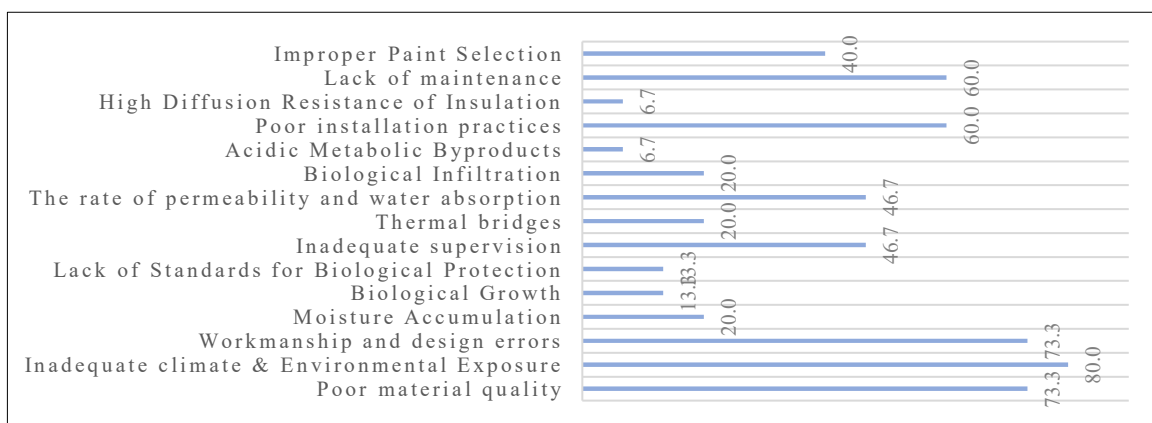 Improper Paint Selection 40.0
Lack of maintenance 60.0
High Diffusion Resistance of Insulation 6.7
Poor installation practices 60.0
Acidic Metabolic Byproducts 6.7
Biological Infiltration 20.0
The rate of permeability and water absorption 46.7
Thermal bridges 20.0
Inadequate supervision 46.7
Lack of Standards for Biological Protection 13.3
Biological Growth 13.3
Moisture Accumulation 20.0
Workmanship and design errors 73.3
Inadequate climate & Environmental Exposure 80.0
Poor material quality 73.3